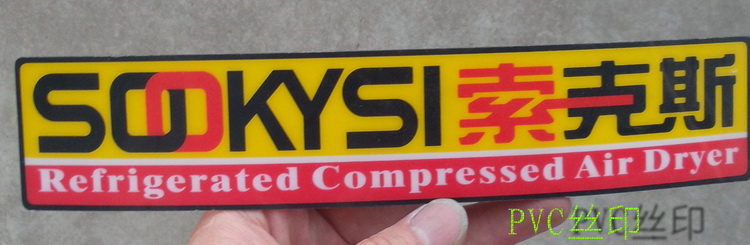 SOOKYSI 索克斯
Refrigerated Compressed Air Dryer
PVC丝印丝印